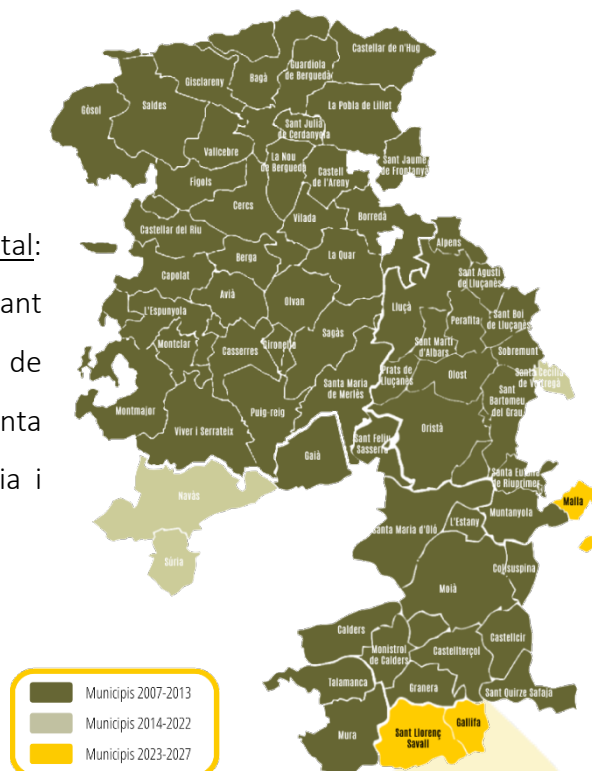 Castellar de n'Hug
Guardiola
de Berguedà
Bagà
Gisclareny
Saldes
Gósol
La Pobla de Lillet
Sant Julià
de Cerdanyola
Vallcebre
La Nou
de Berguedà
Castell
de l'Areny
Sant Jaume
de Frontanyà
Fígols
Cercs
Vilada
Borredà
Castellar del Riu
tal:
Berga
La Quar
Alpens
Capolat
Sant Agustí
de Lluçanès
ant
Avià
Olvan
Lluçà
Perafita
Sant Boi
de Lluçanès
L'Espunyola
Sagàs
Montclar
Casserres
Gironella
Sant Martí
d'Albars
Sobremunt
de
Prats de
Lluçanès
Olost
Santa Cecília
de Voltregà
Santa Maria
de Merlès
Sant
Bartomeu
del Grau
Montmajor
Puig-reig
nta
Viver i Serrateix
Oristà
Gaià
Sant Feliu
Sasserra
ia i
Santa Eulàlia
de Riuprimer
Navàs
Malla
Muntanyola
Santa Maria d'Oló
L'Estany
Súria
Collsuspina
Moià
Calders
Castellcir
Monistrol
de Calders
Castellterçol
Talamanca
Granera
Sant Quirze Safaja
Municipis 2007-2013
Municipis 2014-2022
Municipis 2023-2027
Mura
Sant Llorenç
Savall
Gallifa